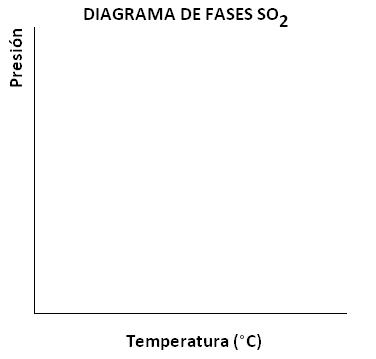 DIAGRAMA DE FASES SO2
Presión
Temperatura (°C)